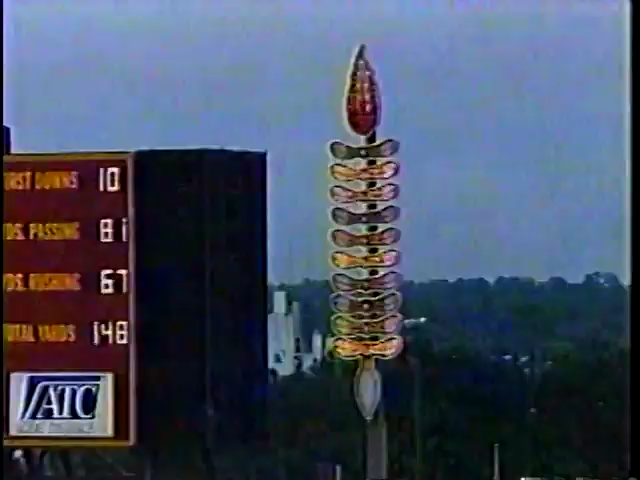 FIRST DOWNS 10
YDS. PASSING 81
YDS. RUSHING 67
TOTAL YARDS 148
ATC